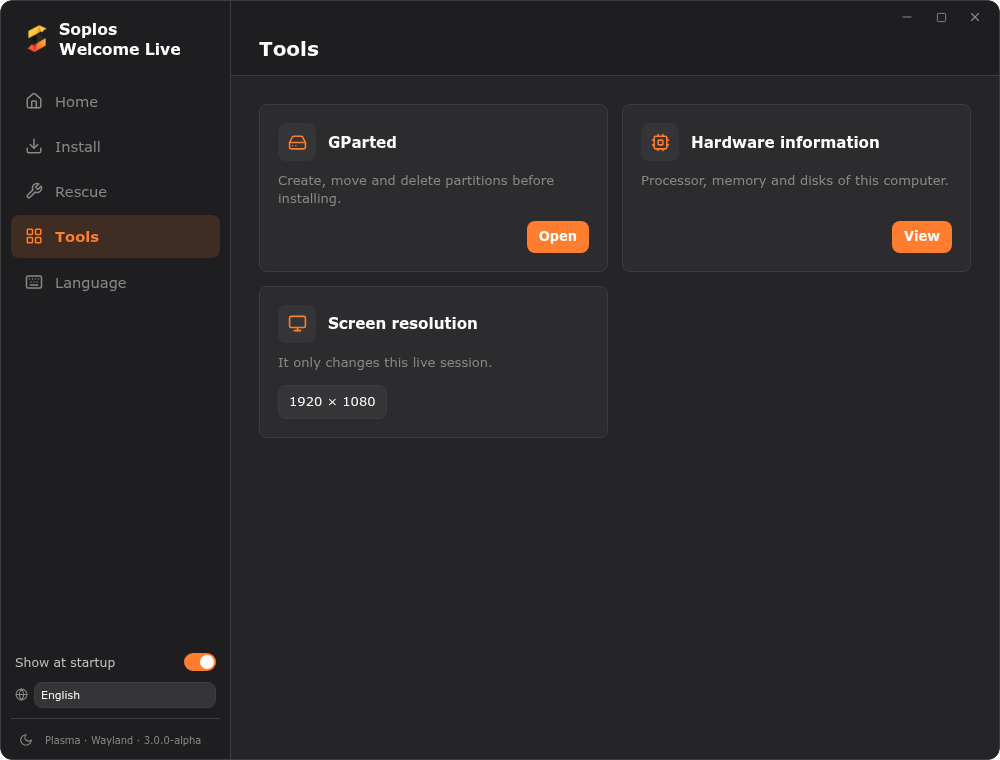 Soplos
Welcome Live
Home
Install
Rescue
Tools
Language
Show at startup
English
Plasma · Wayland · 3.0.0-alpha
Tools
GParted
Create, move and delete partitions before
installing.
Open
Hardware information
Processor, memory and disks of this computer.
View
Screen resolution
It only changes this live session.
1920 × 1080